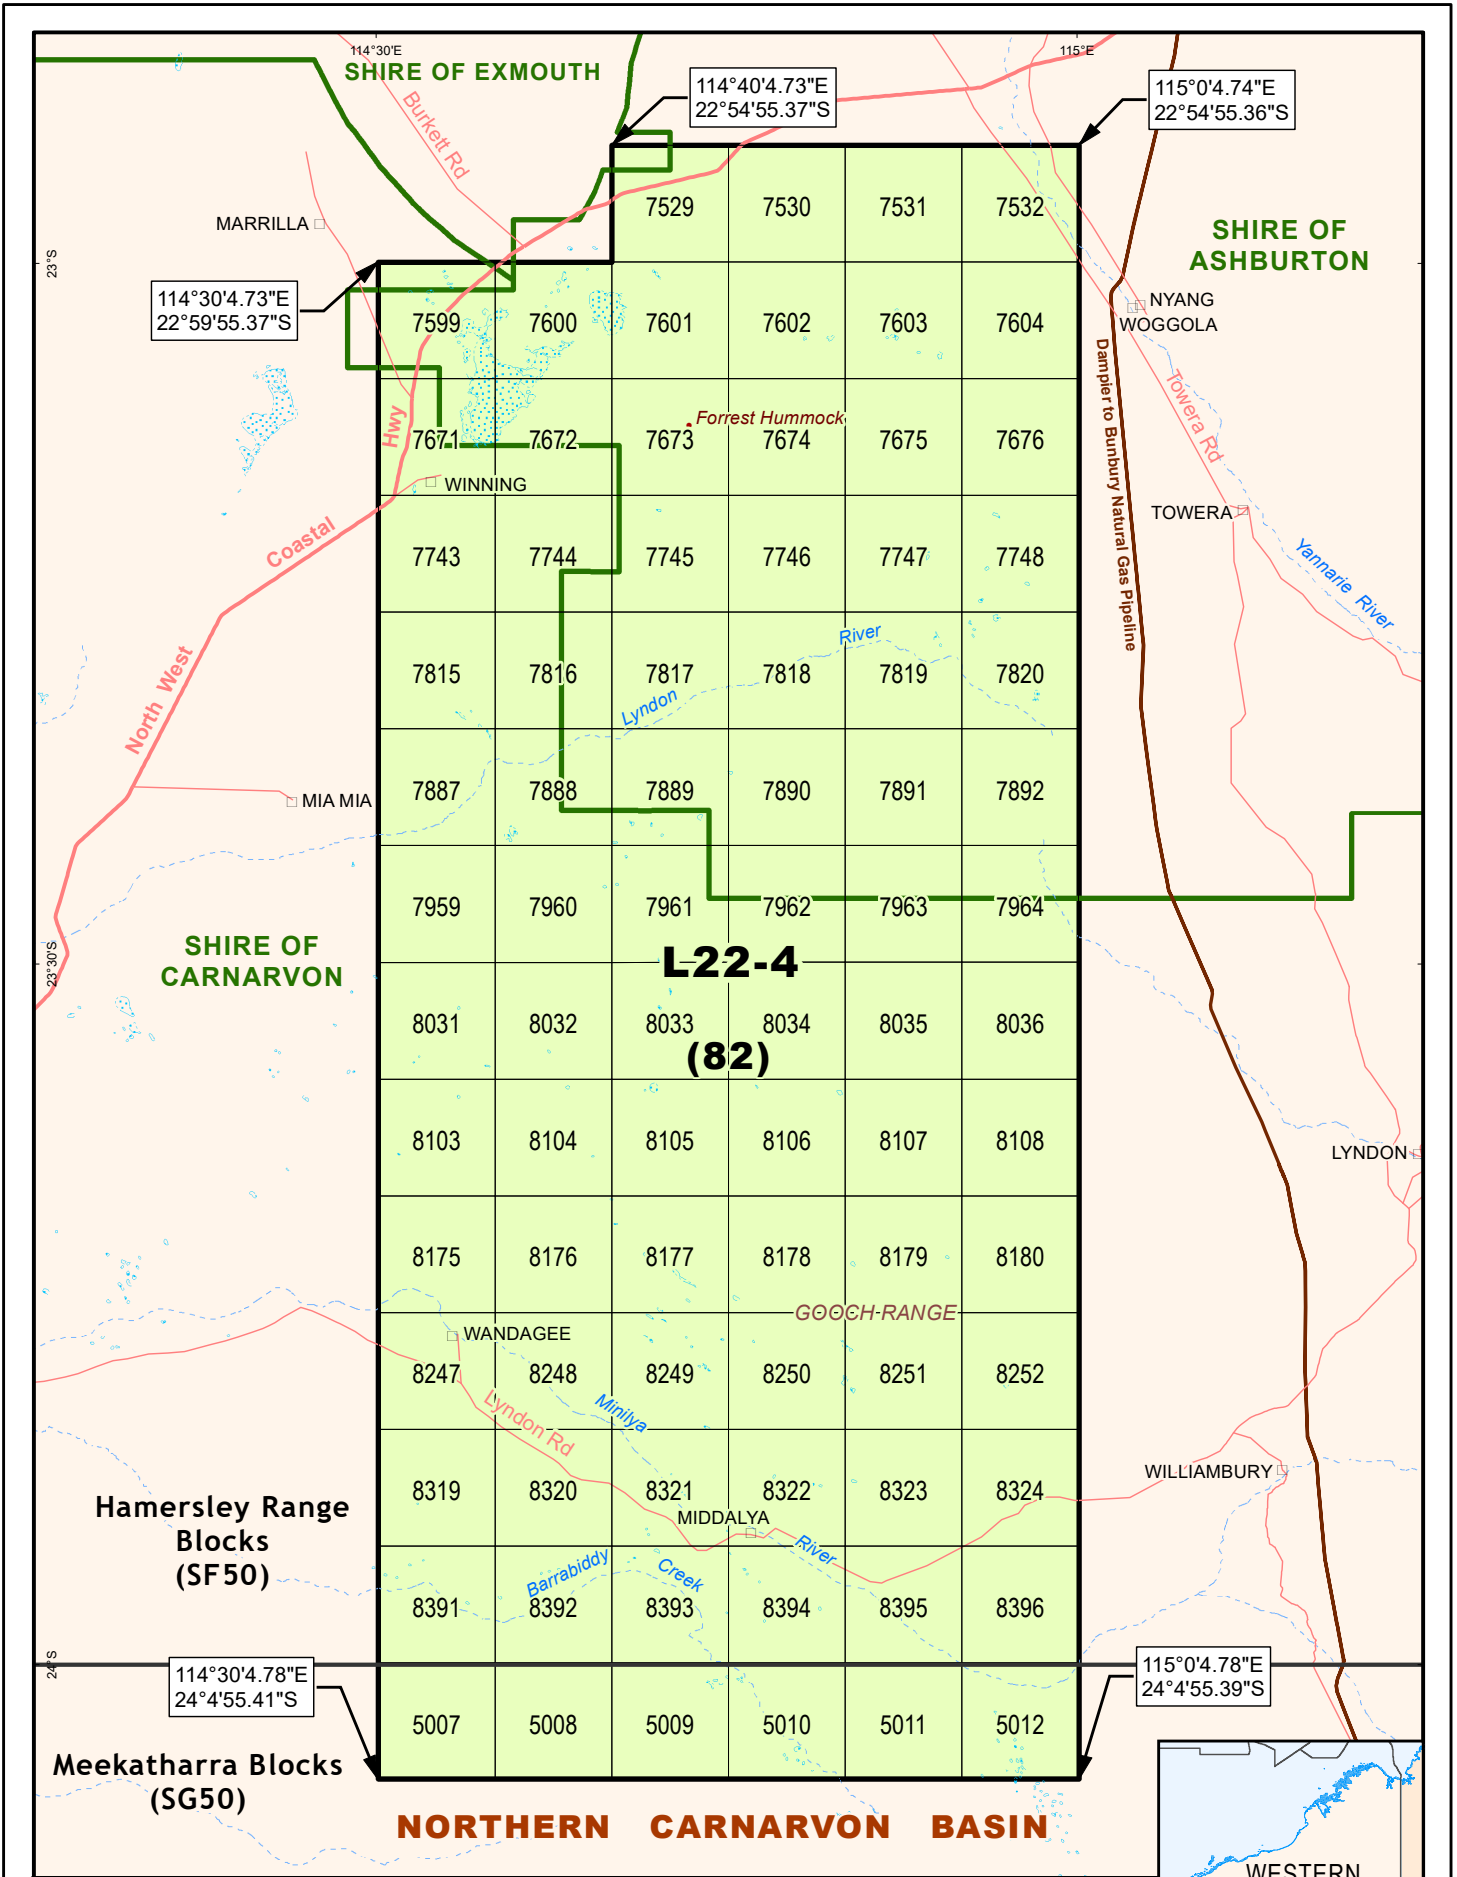 114°30'E
115°E
SHIRE OF EXMOUTH
114°40'4.73"E
22°54'55.37"S
115°0'4.74"E
22°54'55.36"S
Burkett Rd
7529
7530
7531
7532
MARRILLA
SHIRE OF
ASHBURTON
23°S
114°30'4.73"E
22°59'55.37"S
NYANG
WOGGOLA
7599
7600
7601
7602
7603
7604
Dampier to Bunbury Natural Gas Pipeline
Towera Rd
Forrest Hummock
Hwy
7671
7672
7673
7674
7675
7676
WINNING
TOWERA
Coastal
7743
7744
7745
7746
7747
7748
Yannarie River
River
7815
7816
7817
7818
7819
7820
Lyndon
North West
MIA MIA
7887
7888
7889
7890
7891
7892
7959
7960
7961
7962
7963
7964
SHIRE OF
CARNARVON
23°30'S
L22-4
8031
8032
8033
8034
8035
8036
(82)
8103
8104
8105
8106
8107
8108
LYNDON
8175
8176
8177
8178
8179
8180
GOOCH RANGE
WANDAGEE
8247
8248
8249
8250
8251
8252
Lyndon Rd
Minilya
WILLIAMBURY
8319
8320
8321
8322
8323
8324
Hamersley Range
Blocks
(SF50)
MIDDALYA
River
Barrabiddy
Creek
8391
8392
8393
8394
8395
8396
24°S
114°30'4.78"E
24°4'55.41"S
115°0'4.78"E
24°4'55.39"S
5007
5008
5009
5010
5011
5012
Meekatharra Blocks
(SG50)
NORTHERN CARNARVON BASIN
WESTERN